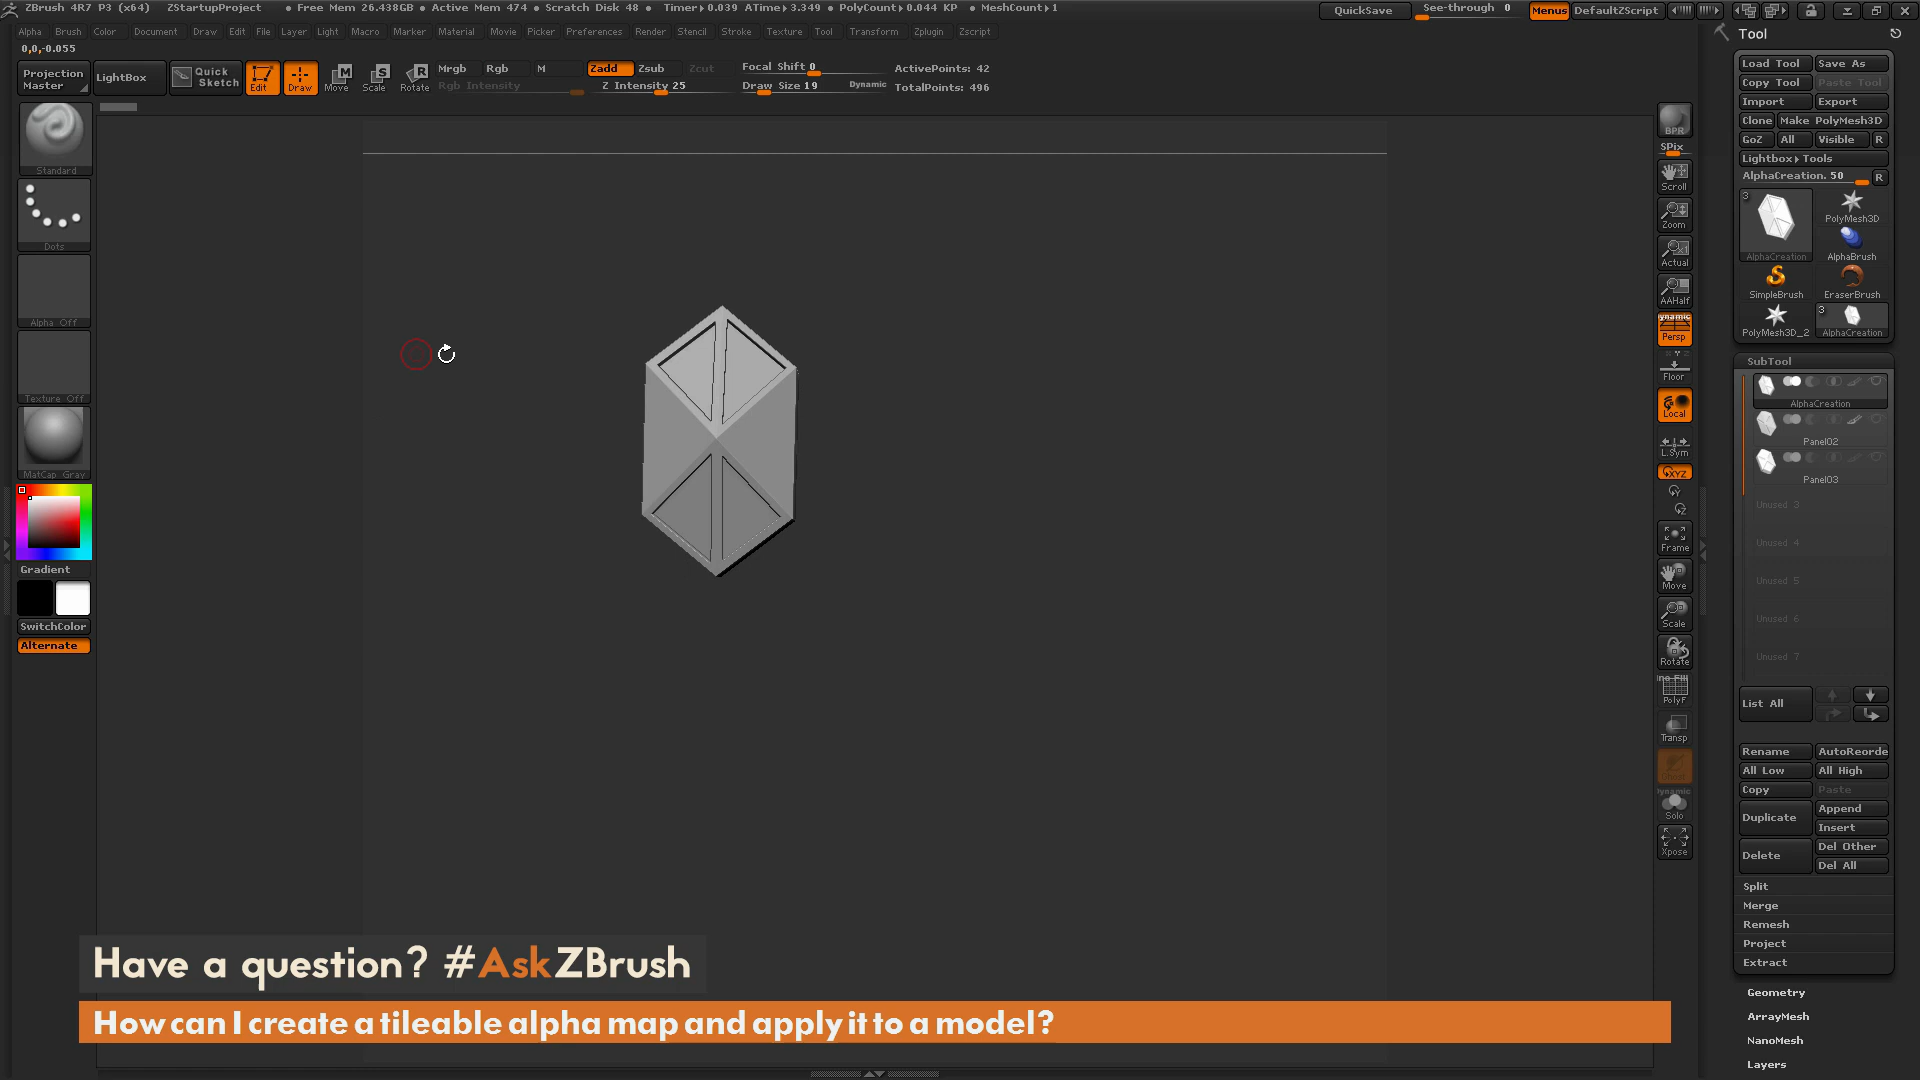 ZBrush 4R7 P3 (x64) ZStartupProject • Free Mem 26.438GB • Active Mem 474 • Scratch Disk 48 • Timer▸0.039 ATime▸3.349 • PolyCount▸0.044 KP • MeshCount▸1
QuickSave See-through 0 Menus DefaultZScript
Alpha Brush Color Document Draw Edit File Layer Light Macro Marker Material Movie Picker Preferences Render Stencil Stroke Texture Tool Transform Zplugin Zscript
0,0,-0.055
Projection Master
LightBox
Quick Sketch
Edit
Draw
Move
Scale
Rotate
Mrgb Rgb M
Rgb Intensity
Zadd Zsub Zcut
Z Intensity 25
Focal Shift 0
Draw Size 19
Dynamic
ActivePoints: 42
TotalPoints: 496
Standard
Dots
Alpha Off
Texture Off
MatCap Gray
Gradient
SwitchColor
Alternate
BPR
SPix
Scroll
Zoom
Actual
AAHalf
Persp
Floor
Local
L.Sym
XYZ
Frame
Move
Scale
Rotate
PolyF
Transp
Solo
Xpose
Tool
Load Tool Save As
Copy Tool Paste Tool
Import Export
Clone Make PolyMesh3D
GoZ All Visible R
Lightbox▸Tools
AlphaCreation. 50 R
3
AlphaCreation
PolyMesh3D
AlphaBrush
SimpleBrush EraserBrush
3
PolyMesh3D_2 AlphaCreation
SubTool
AlphaCreation
Panel02
Panel03
Unused 3
Unused 4
Unused 5
Unused 6
Unused 7
List All
Rename AutoReorde
All Low All High
Copy Paste
Duplicate Append
Insert
Delete Del Other
Del All
Split
Merge
Remesh
Project
Extract
Geometry
ArrayMesh
NanoMesh
Layers
Have a question? #AskZBrush
How can I create a tileable alpha map and apply it to a model?